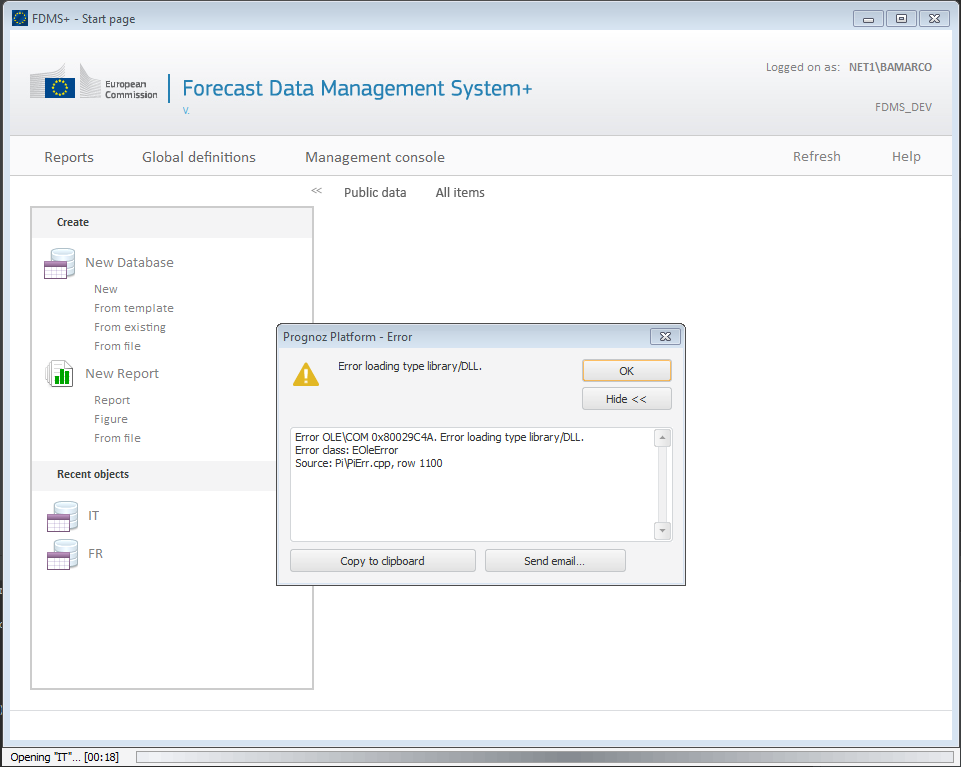 FDMS+ - Start page
Logged on as: NET1\BAMARCO
European
Commission
Forecast Data Management System+
V.
FDMS_DEV
Reports Global definitions Management console Refresh Help
<< Public data All items
Create
New Database
New
From template
From existing
From file
New Report
Report
Figure
From file
Recent objects
IT
FR
Prognoz Platform - Error
Error loading type library/DLL.
OK
Hide <<
Error OLE\COM 0x80029C4A. Error loading type library/DLL.
Error class: EOleError
Source: Pi\PiErr.cpp, row 1100
Copy to clipboard Send email...
Opening "IT"... [00:18]